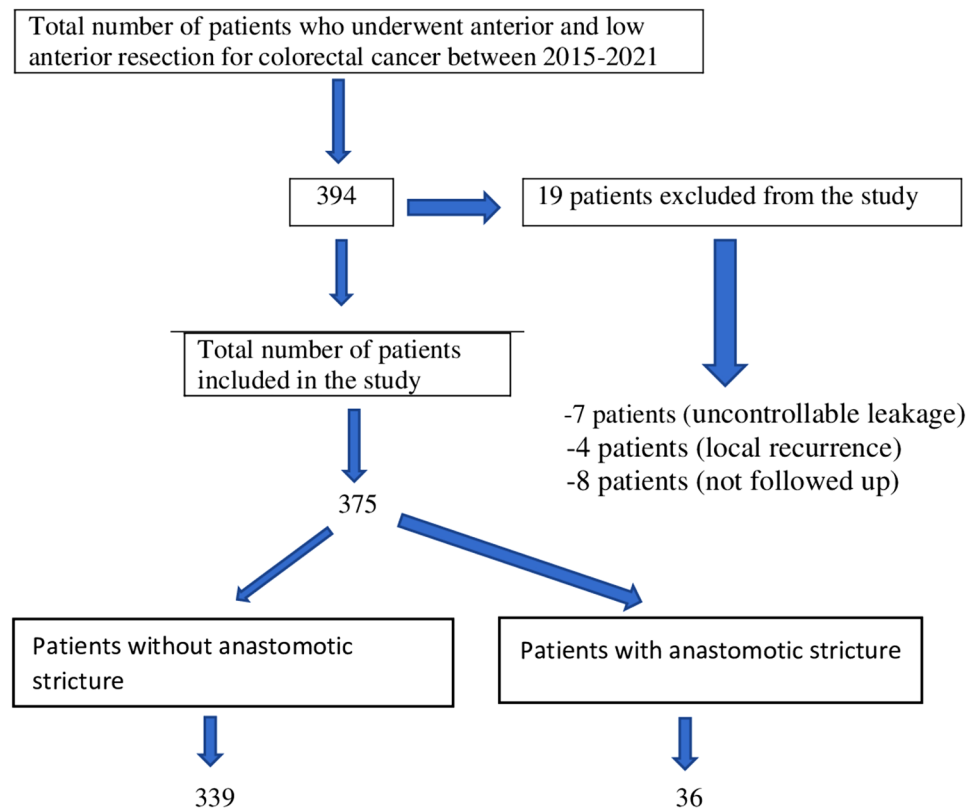 Total number of patients who underwent anterior and low
anterior resection for colorectal cancer between 2015-2021
394
19 patients excluded from the study
Total number of patients
included in the study
-7 patients (uncontrollable leakage)
-4 patients (local recurrence)
-8 patients (not followed up)
375
Patients without anastomotic
stricture
Patients with anastomotic stricture
339
36